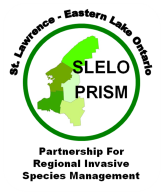 St. Lawrence - Eastern Lake Ontario
SLELO
PRISM
Partnership For
Regional Invasive
Species Management